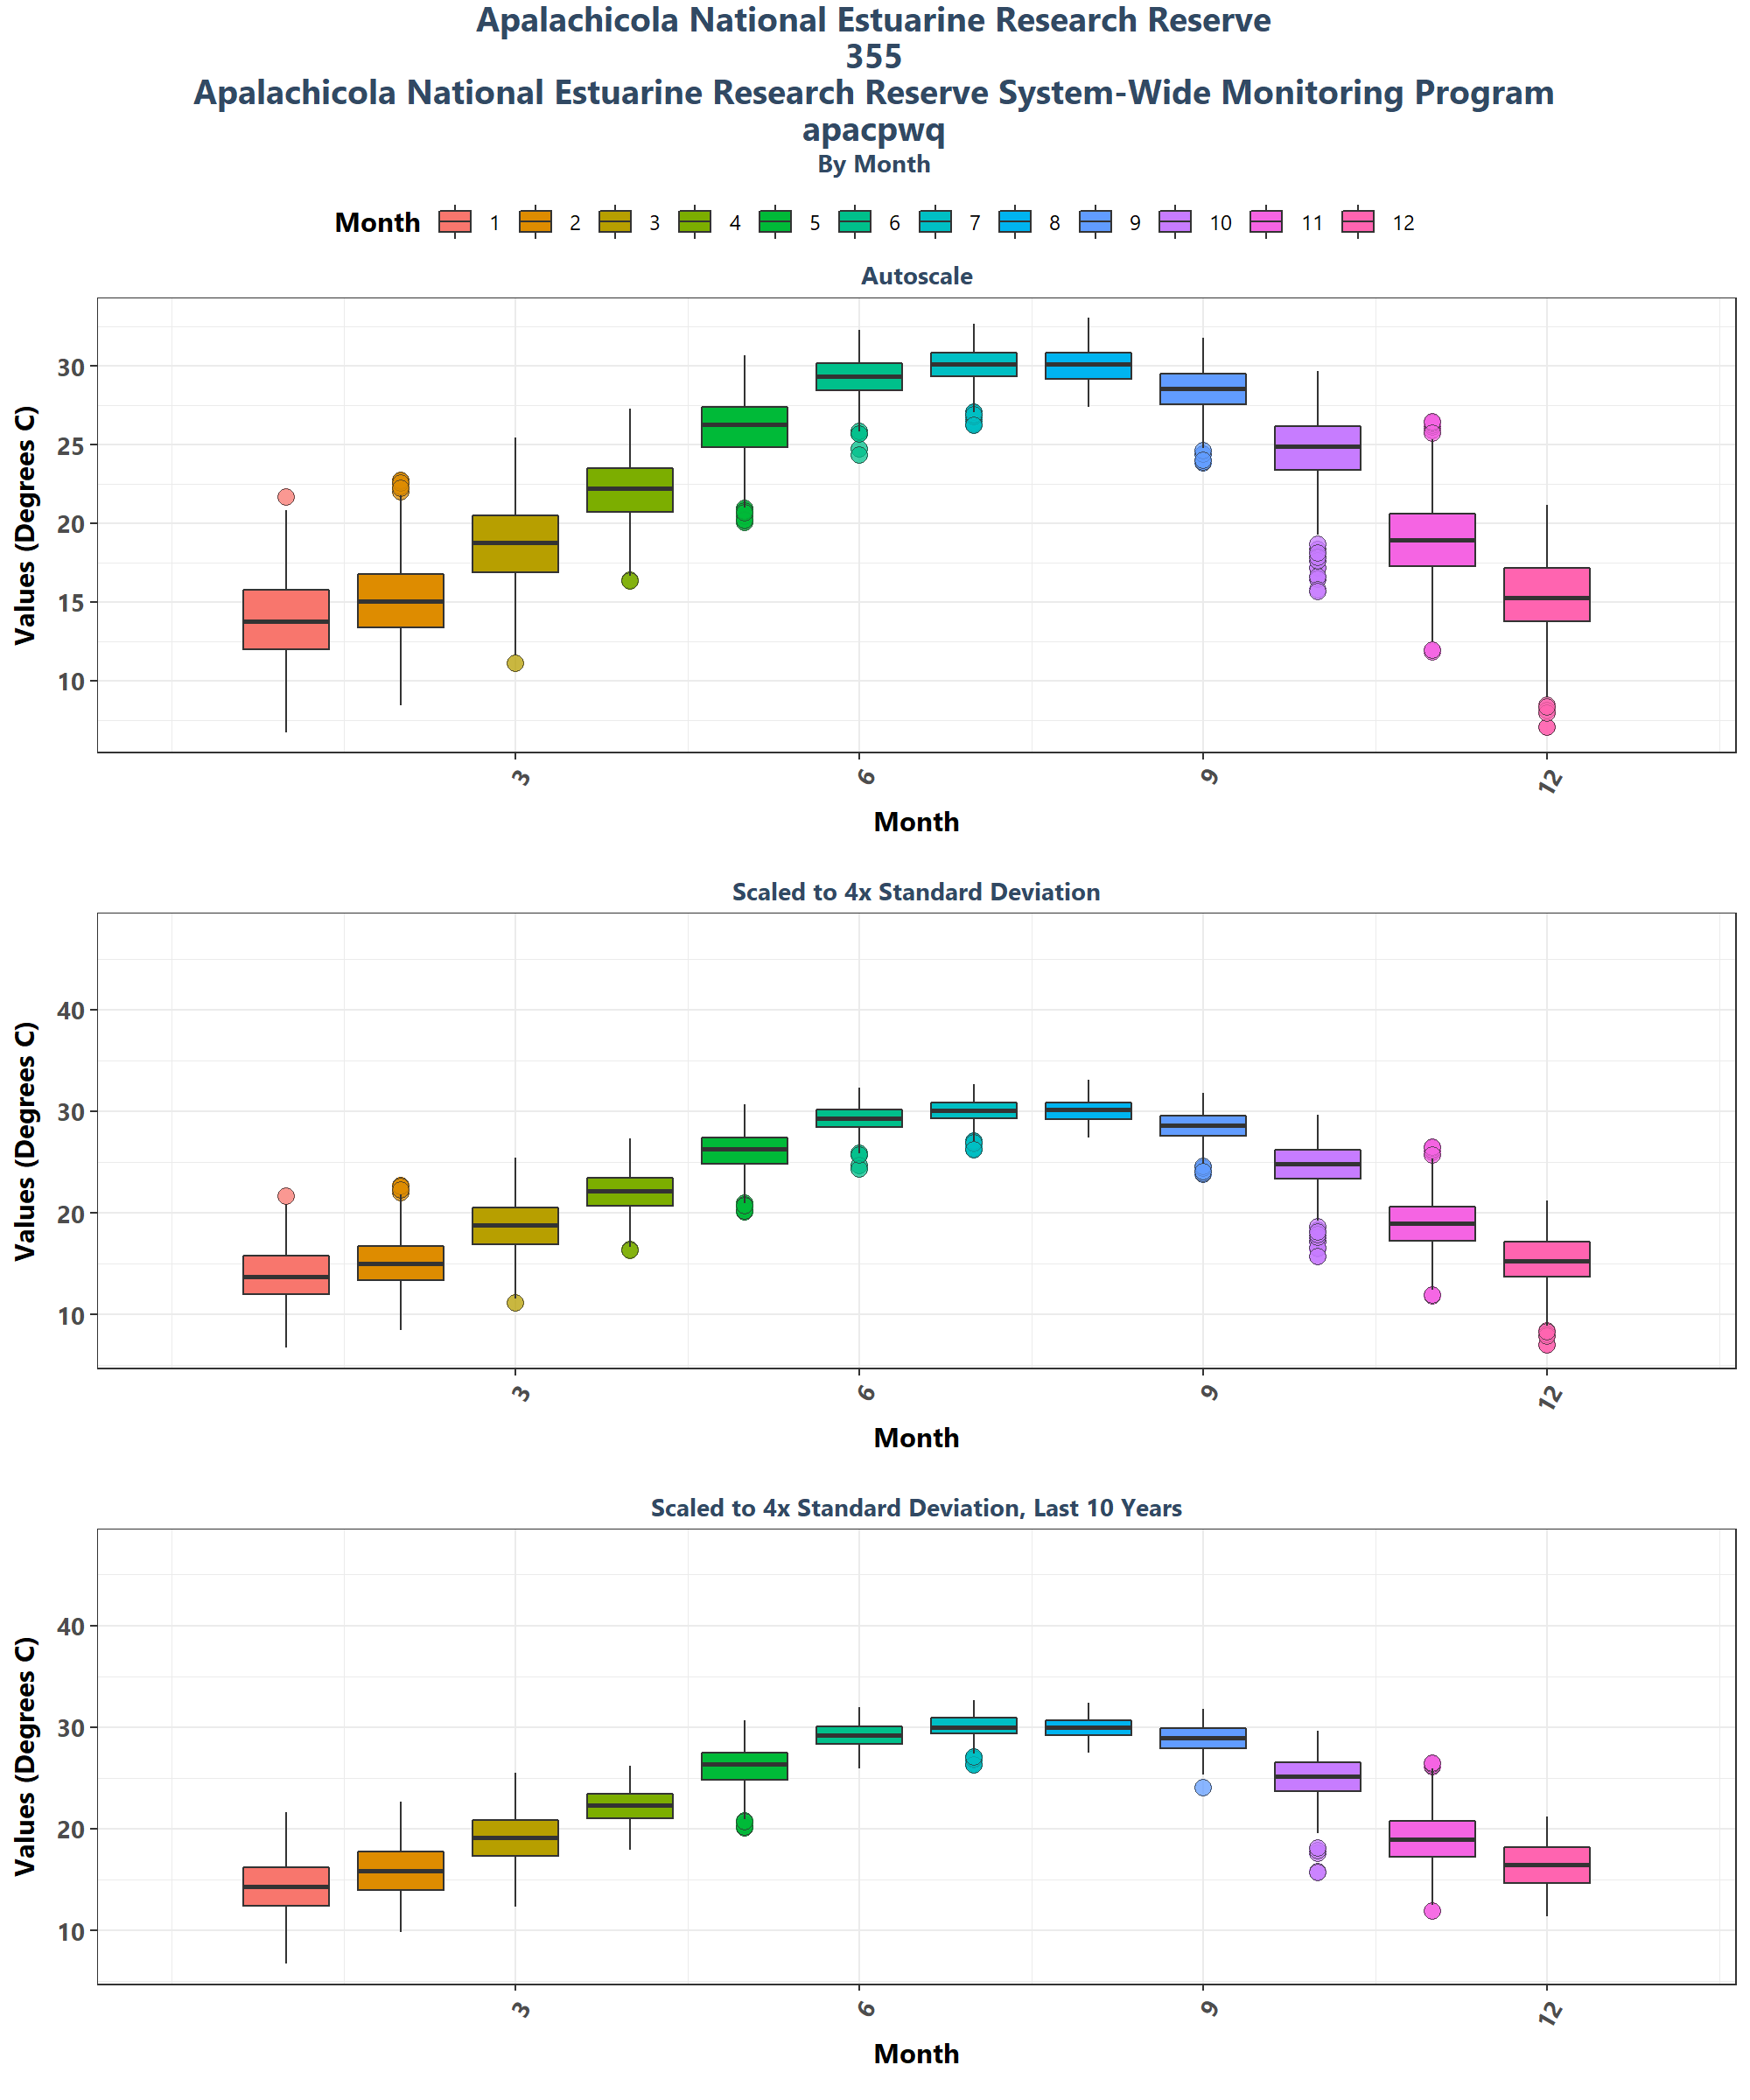 Apalachicola National Estuarine Research Reserve
355
Apalachicola National Estuarine Research Reserve System-Wide Monitoring Program
apacpwq
By Month
Month 1 2 3 4 5 6 7 8 9 10 11 12
Autoscale
Values (Degrees C)
30
25
20
15
10
3 6 9 12
Month
Scaled to 4x Standard Deviation
Values (Degrees C)
40
30
20
10
3 6 9 12
Month
Scaled to 4x Standard Deviation, Last 10 Years
Values (Degrees C)
40
30
20
10
3 6 9 12
Month